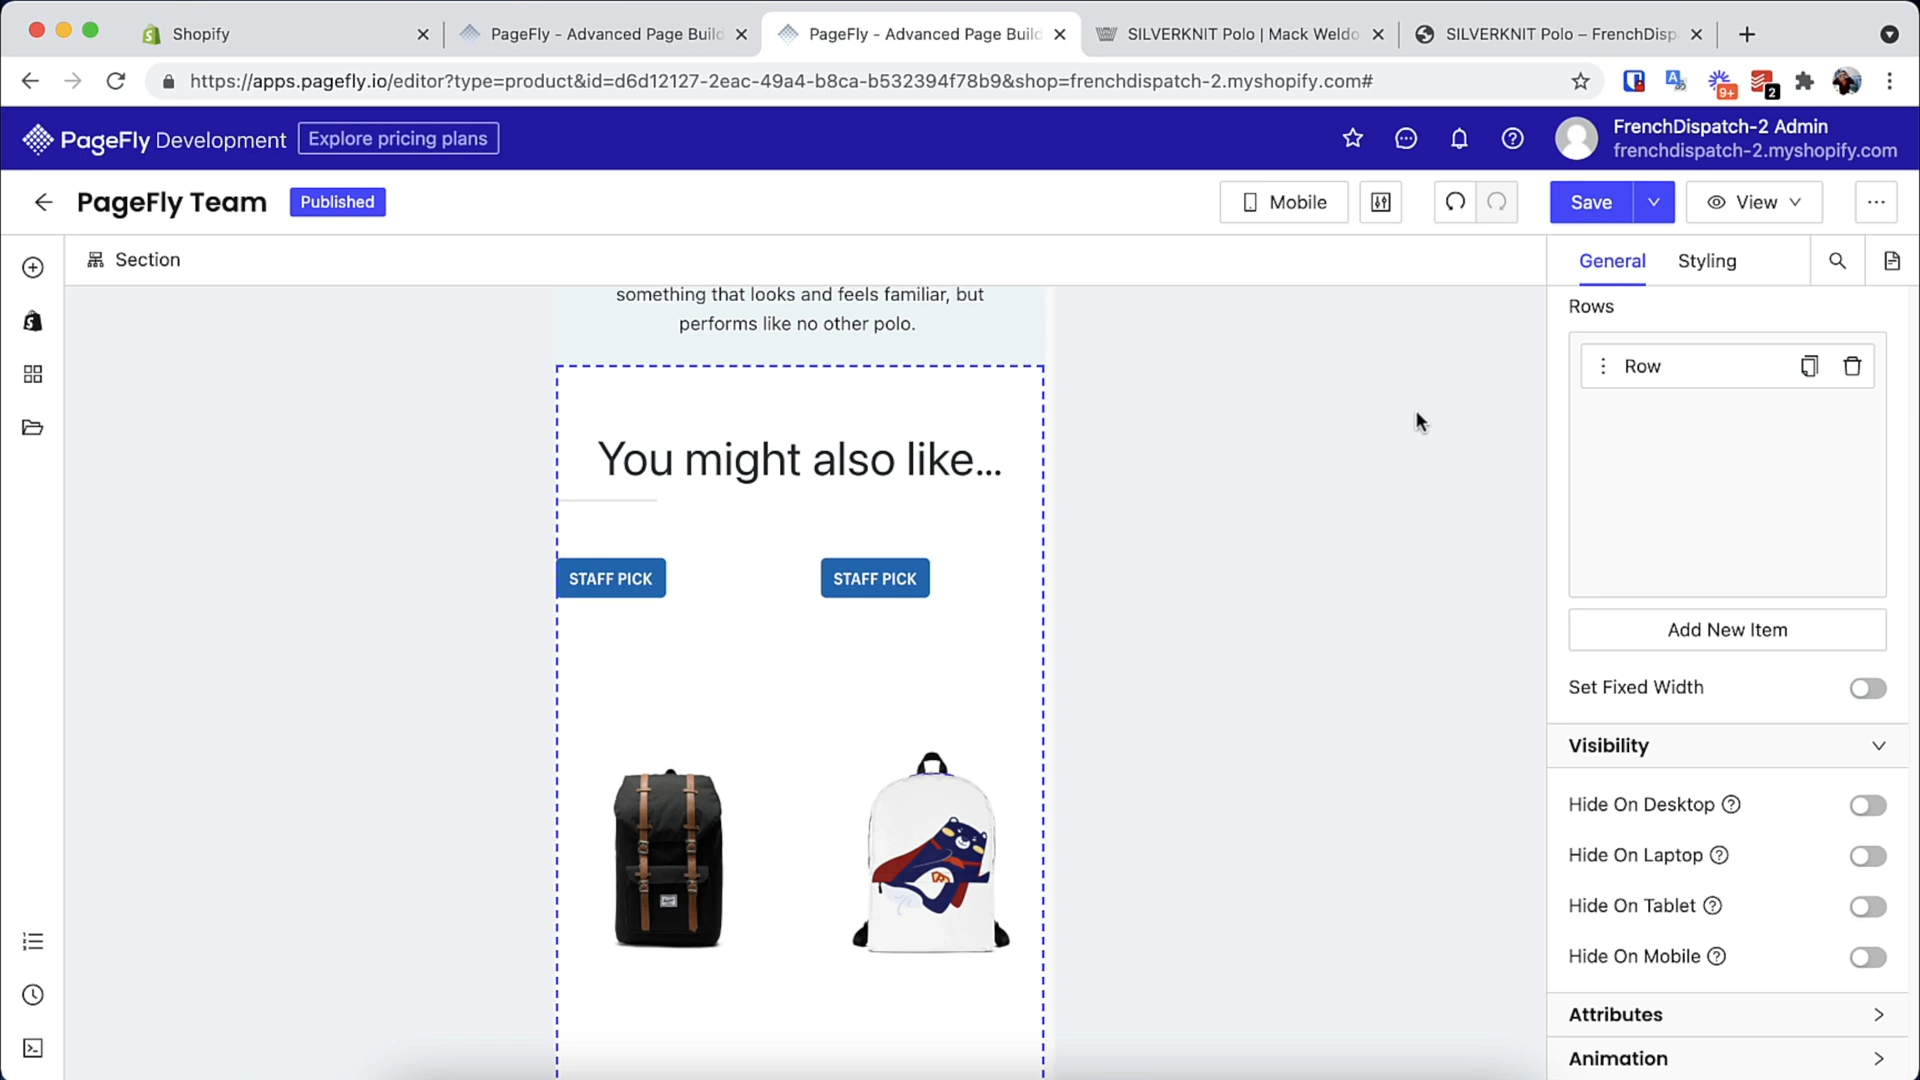 Shopify
PageFly - Advanced Page Build
PageFly - Advanced Page Build
SILVERKNIT Polo | Mack Weldo
SILVERKNIT Polo – FrenchDisp
https://apps.pagefly.io/editor?type=product&id=d6d12127-2eac-49a4-b8ca-b532394f78b9&shop=frenchdispatch-2.myshopify.com#
9+
2
PageFly Development
Explore pricing plans
FrenchDispatch-2 Admin
frenchdispatch-2.myshopify.com
PageFly Team
Published
Mobile
Save
View
Section
General
Styling
something that looks and feels familiar, but
performs like no other polo.
You might also like...
STAFF PICK
STAFF PICK
Rows
Row
Add New Item
Set Fixed Width
Visibility
Hide On Desktop
Hide On Laptop
Hide On Tablet
Hide On Mobile
Attributes
Animation